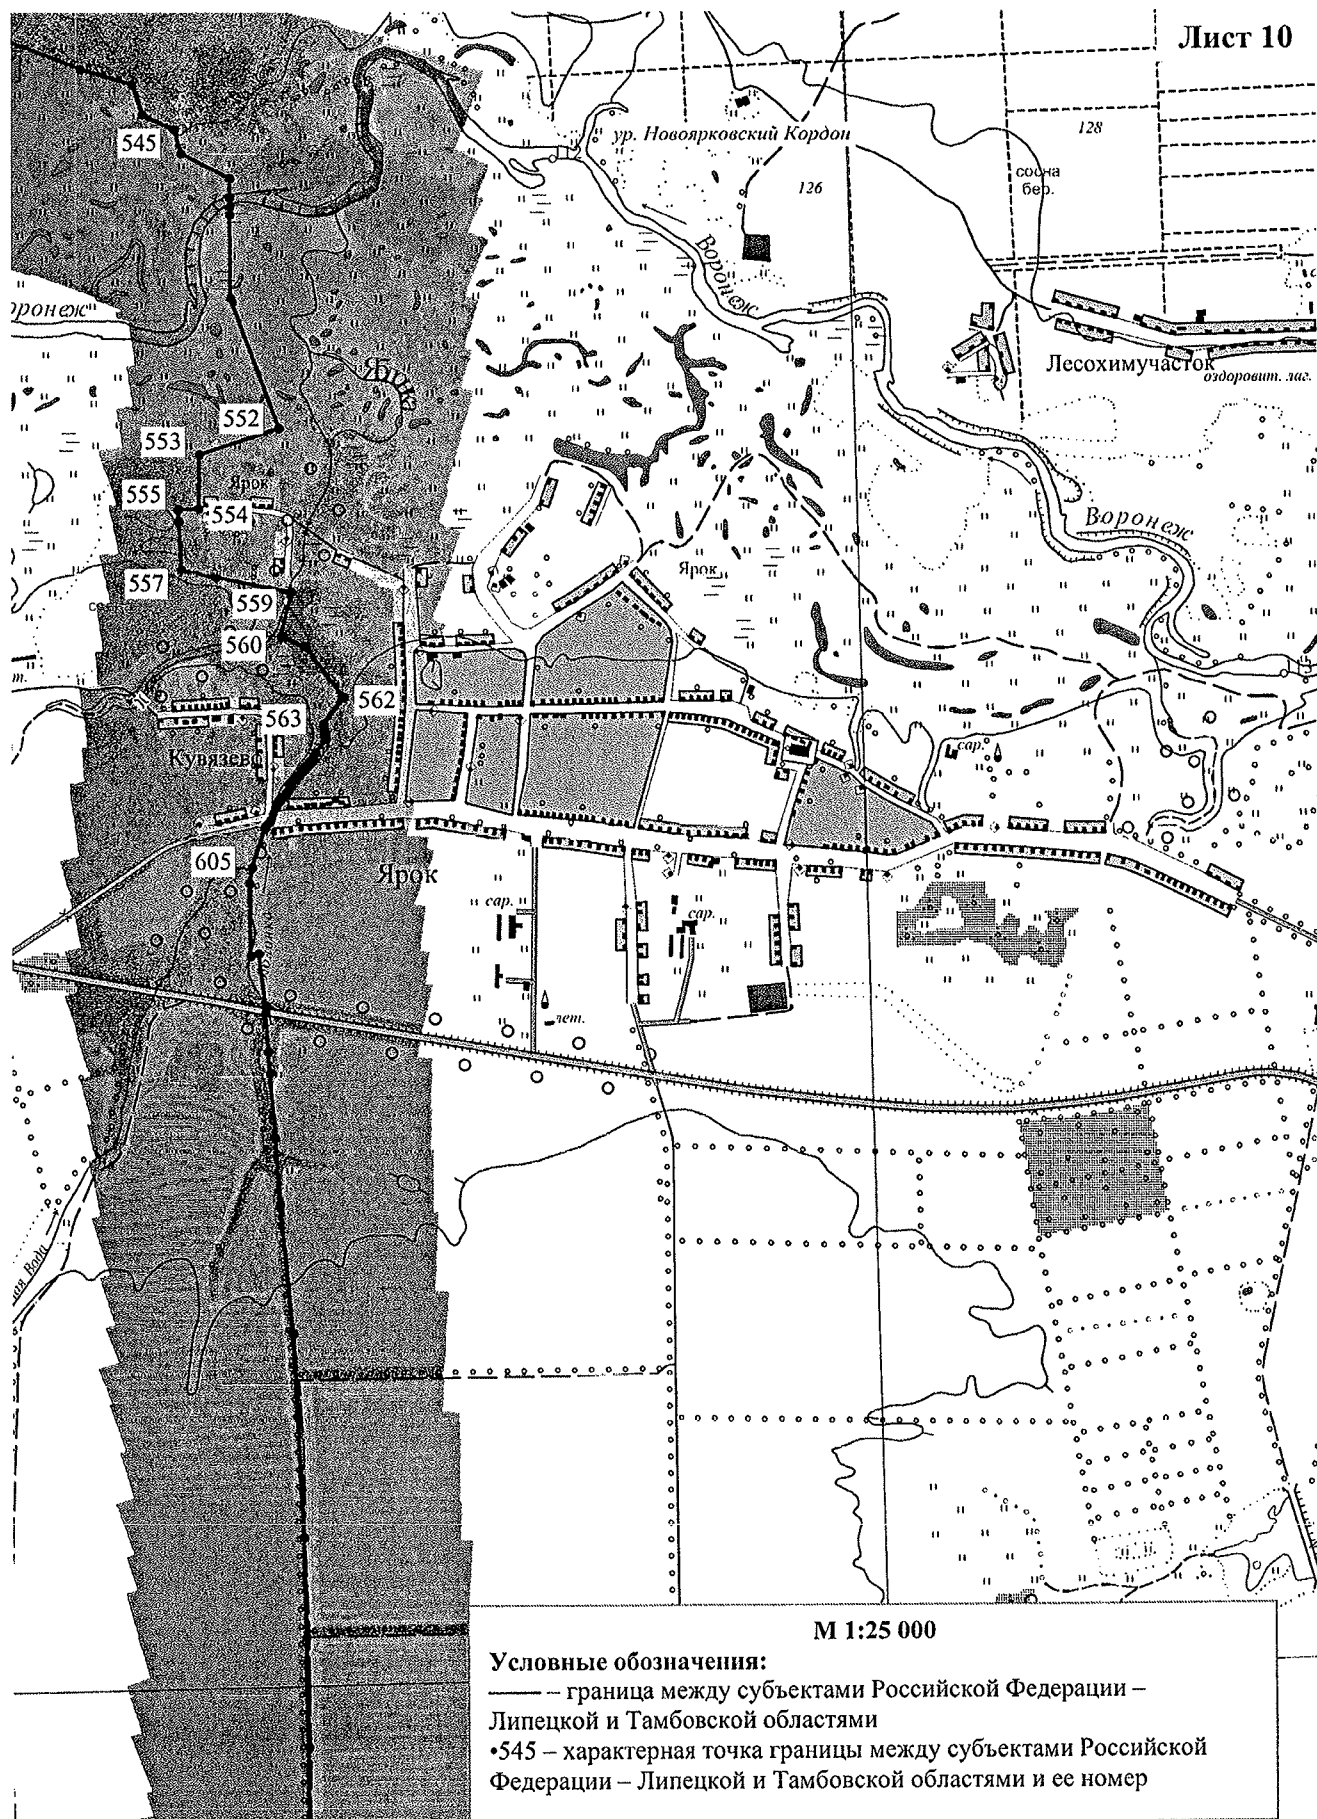 Лист 10
545
ур. Новоярковский Кордон
128
126
сосна
бер.
Воронеж
Лесохимучасток
оздоровит. лаг.
552
553
Ярок
555
554
Воронеж
557
559
Ярок
560
562
563
Кувязево
сар.
605
Ярок
сар.
сар.
лет.
М 1:25 000
Условные обозначения:
—— – граница между субъектами Российской Федерации –
Липецкой и Тамбовской областями
•545 – характерная точка границы между субъектами Российской
Федерации – Липецкой и Тамбовской областями и ее номер